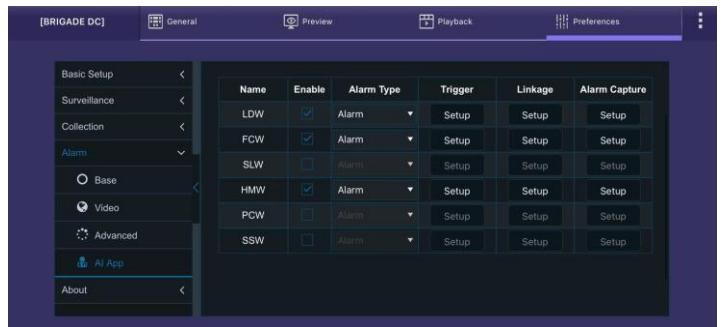 [BRIGADE DC] General Preview Playback Preferences
Basic Setup
Surveillance
Collection
Alarm
Base
Video
Advanced
AI App
About
Name Enable Alarm Type Trigger Linkage Alarm Capture
LDW Alarm Setup Setup Setup
FCW Alarm Setup Setup Setup
SLW Alarm Setup Setup Setup
HMW Alarm Setup Setup Setup
PCW Alarm Setup Setup Setup
SSW Alarm Setup Setup Setup